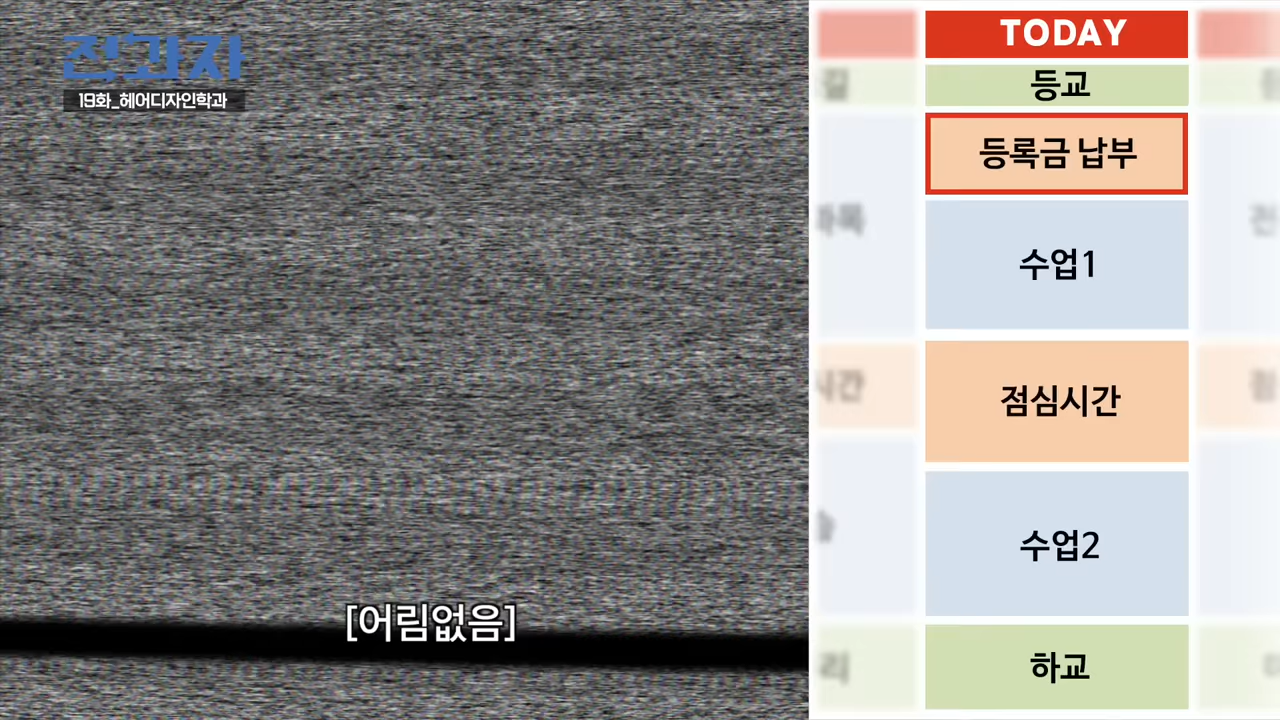 전과자
19화_헤어디자인학과
[어림없음]
TODAY
등교
등록금 납부
수업1
점심시간
수업2
하교